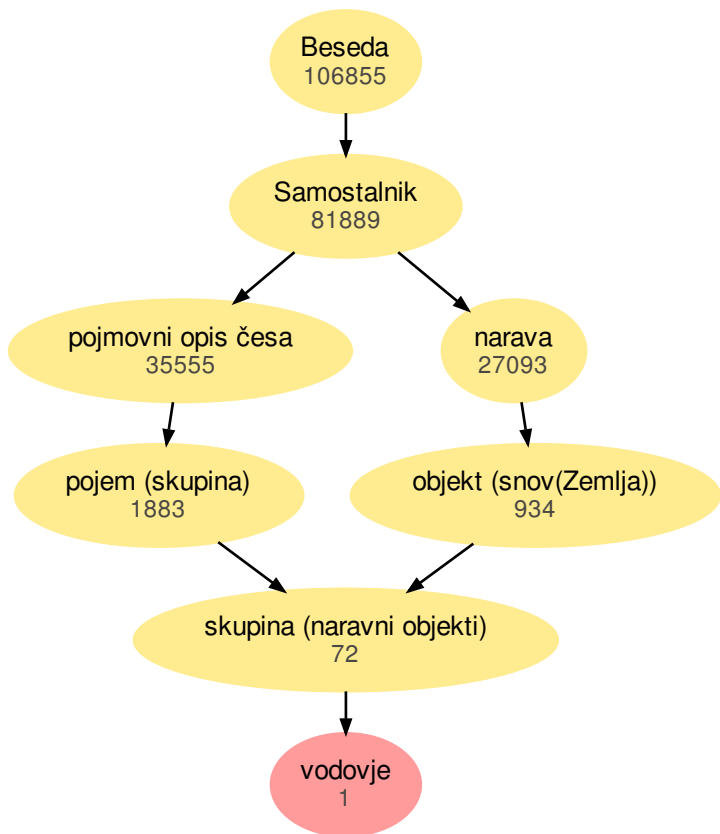 Beseda
106855
Samostalnik
81889
pojmovni opis česa
35555
narava
27093
pojem (skupina)
1883
objekt (snov(Zemlja))
934
skupina (naravni objekti)
72
vodovje
1